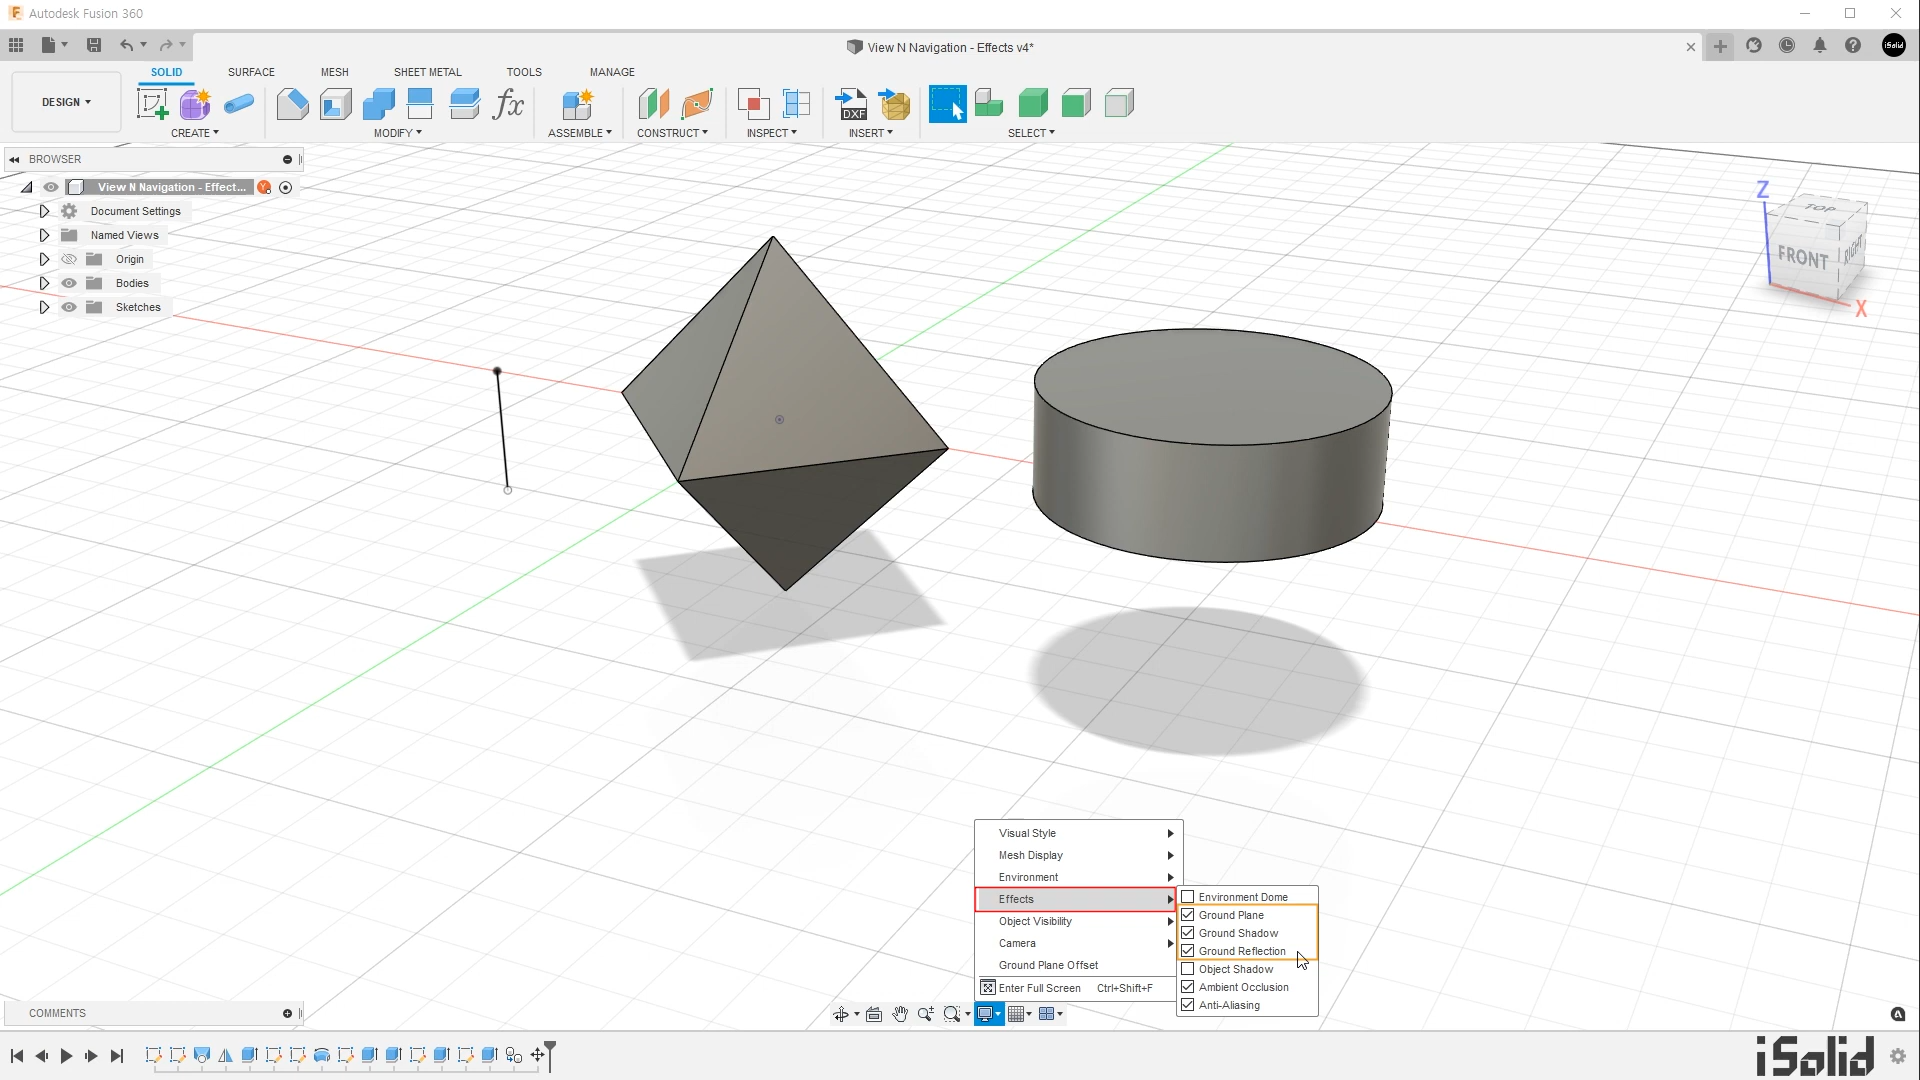 Autodesk Fusion 360
View N Navigation - Effects v4*
iSolid
SOLID SURFACE MESH SHEET METAL TOOLS MANAGE
DESIGN
DXF
CREATE MODIFY ASSEMBLE CONSTRUCT INSPECT INSERT SELECT
BROWSER
View N Navigation - Effect...
Document Settings
Named Views
Origin
Bodies
Sketches
Z
TOP
FRONT
RIGHT
X
Visual Style
Mesh Display
Environment
Effects
Object Visibility
Camera
Ground Plane Offset
Enter Full Screen Ctrl+Shift+F
Environment Dome
Ground Plane
Ground Shadow
Ground Reflection
Object Shadow
Ambient Occlusion
Anti-Aliasing
COMMENTS
iSolid